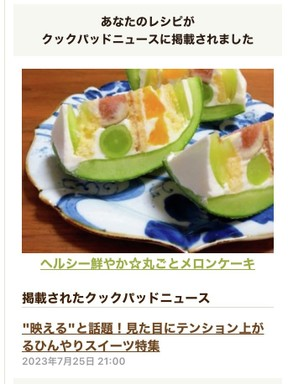 あなたのレシピが
クックパッドニュースに掲載されました
ヘルシー鮮やか☆丸ごとメロンケーキ
掲載されたクックパッドニュース
"映える"と話題！見た目にテンション上が
るひんやりスイーツ特集
2023年7月25日 21:00